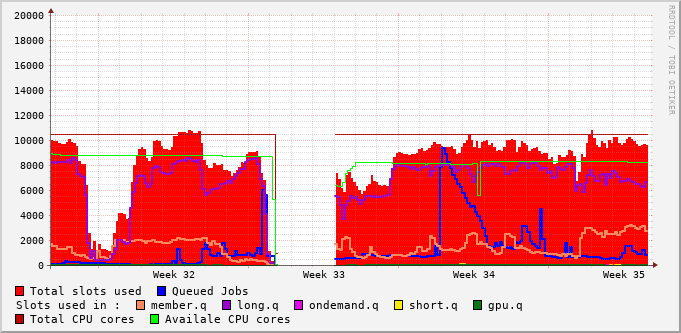 20000
18000
16000
14000
12000
10000
8000
6000
4000
2000
0
Week 32 Week 33 Week 34 Week 35
RRDTOOL / TOBI OETIKER
Total slots used Queued Jobs
Slots used in : member.q long.q ondemand.q short.q gpu.q
Total CPU cores Availale CPU cores